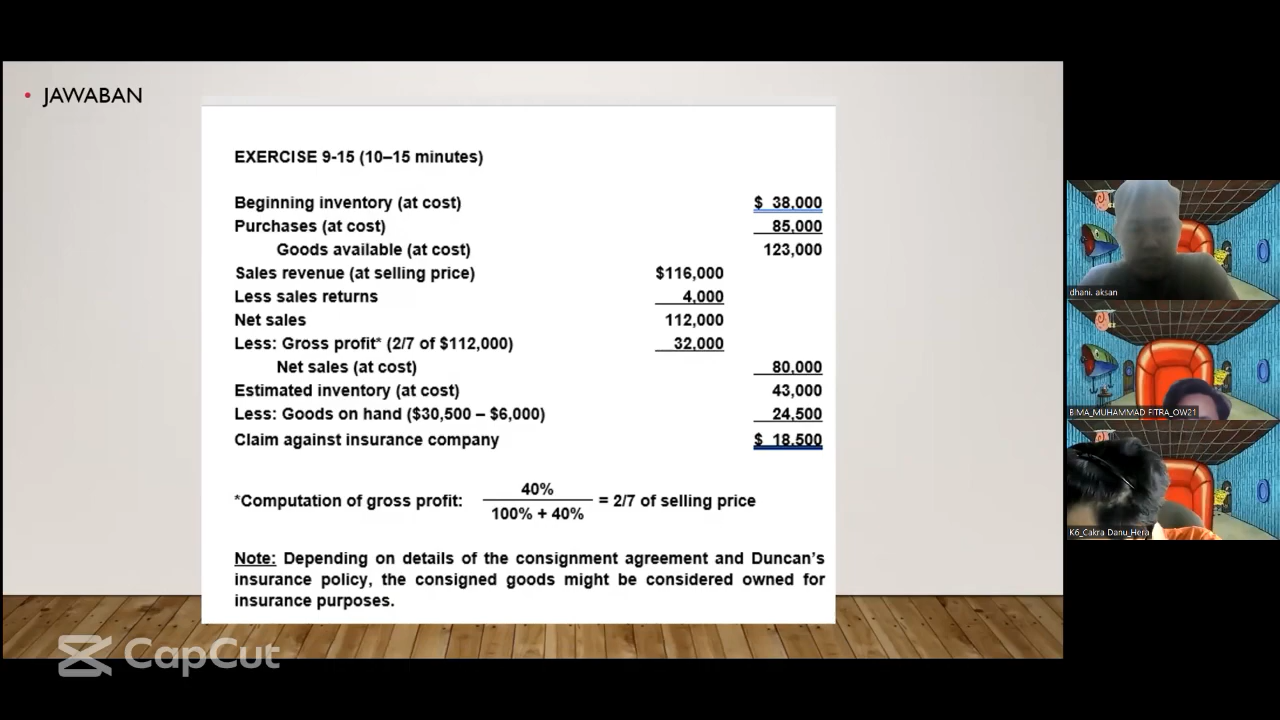 • JAWABAN
EXERCISE 9-15 (10–15 minutes)
Beginning inventory (at cost) $ 38,000
Purchases (at cost) 85,000
Goods available (at cost) 123,000
Sales revenue (at selling price) $116,000
Less sales returns 4,000
Net sales 112,000
Less: Gross profit* (2/7 of $112,000) 32,000
Net sales (at cost) 80,000
Estimated inventory (at cost) 43,000
Less: Goods on hand ($30,500 – $6,000) 24,500
Claim against insurance company $ 18,500
*Computation of gross profit: 40% / 100% + 40% = 2/7 of selling price
Note: Depending on details of the consignment agreement and Duncan's
insurance policy, the consigned goods might be considered owned for
insurance purposes.
dhani. aksan
BIMA_MUHAMMAD FITRA_OW21
K6_Cakra Danu_Hera
CapCut